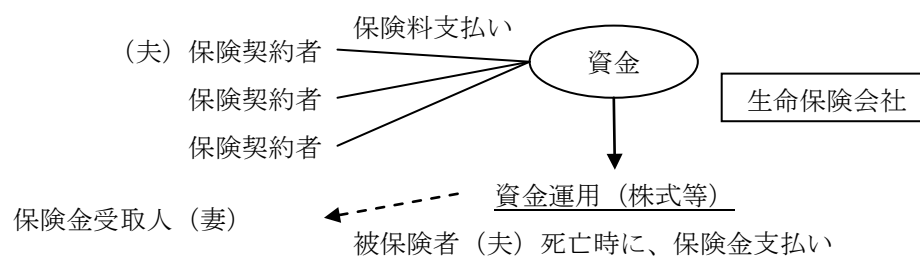 保険料支払い
（夫）保険契約者
資金
保険契約者
生命保険会社
保険契約者
資金運用（株式等）
保険金受取人（妻）
被保険者（夫）死亡時に、保険金支払い